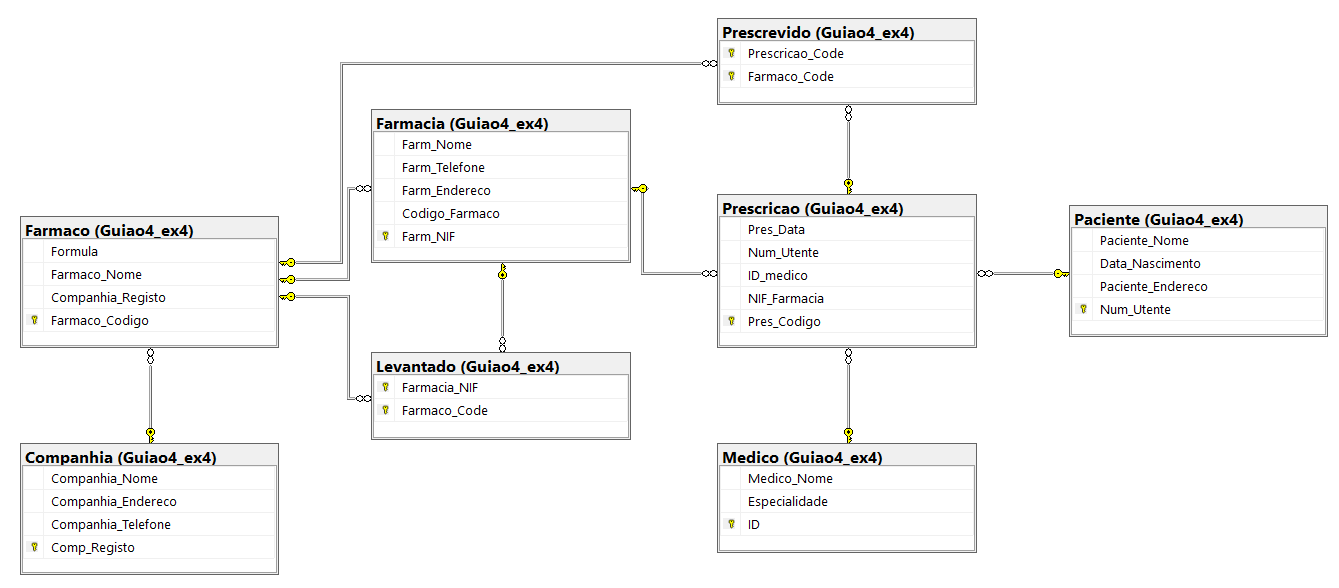 Prescrevido (Guiao4_ex4)
Prescricao_Code
Farmaco_Code
Farmacia (Guiao4_ex4)
Farm_Nome
Farm_Telefone
Farm_Endereco
Codigo_Farmaco
Farm_NIF
Prescricao (Guiao4_ex4)
Pres_Data
Num_Utente
ID_medico
NIF_Farmacia
Pres_Codigo
Paciente (Guiao4_ex4)
Paciente_Nome
Data_Nascimento
Paciente_Endereco
Num_Utente
Farmaco (Guiao4_ex4)
Formula
Farmaco_Nome
Companhia_Registo
Farmaco_Codigo
Levantado (Guiao4_ex4)
Farmacia_NIF
Farmaco_Code
Companhia (Guiao4_ex4)
Companhia_Nome
Companhia_Endereco
Companhia_Telefone
Comp_Registo
Medico (Guiao4_ex4)
Medico_Nome
Especialidade
ID